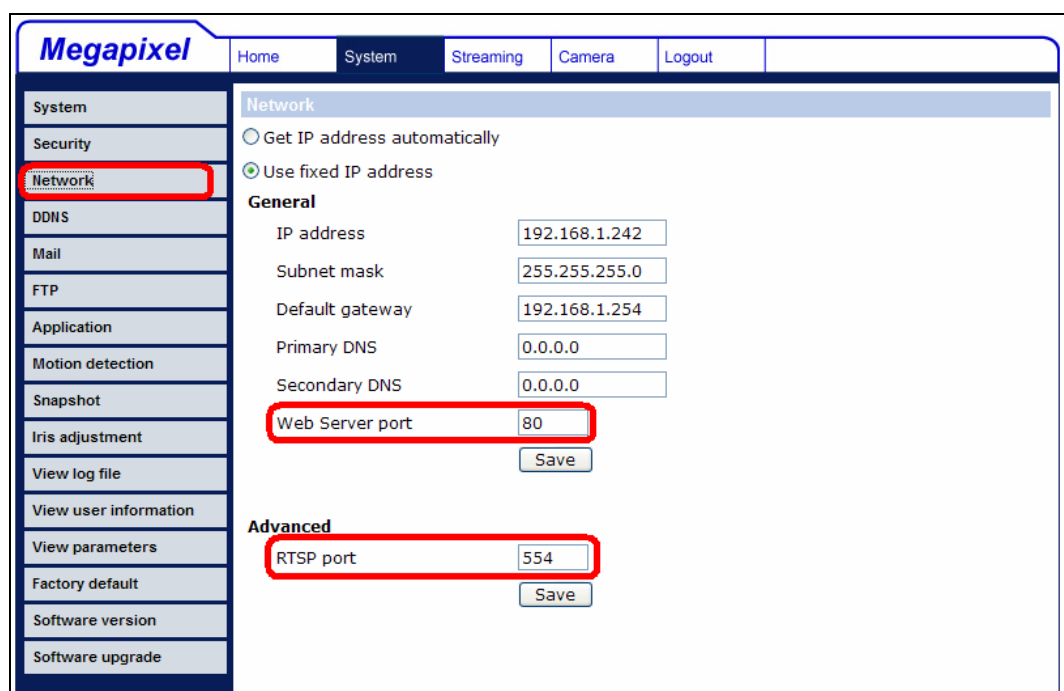 Megapixel
Home System Streaming Camera Logout
System
Security
Network
DDNS
Mail
FTP
Application
Motion detection
Snapshot
Iris adjustment
View log file
View user information
View parameters
Factory default
Software version
Software upgrade
Network
Get IP address automatically
Use fixed IP address
General
IP address 192.168.1.242
Subnet mask 255.255.255.0
Default gateway 192.168.1.254
Primary DNS 0.0.0.0
Secondary DNS 0.0.0.0
Web Server port 80
Save
Advanced
RTSP port 554
Save